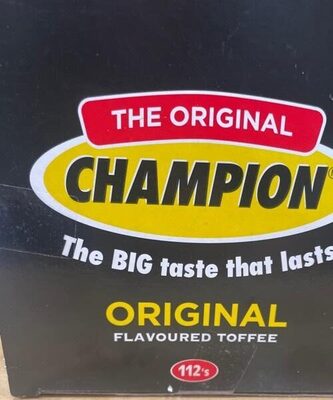 THE ORIGINAL
CHAMPION®
The BIG taste that lasts
ORIGINAL
FLAVOURED TOFFEE
112's